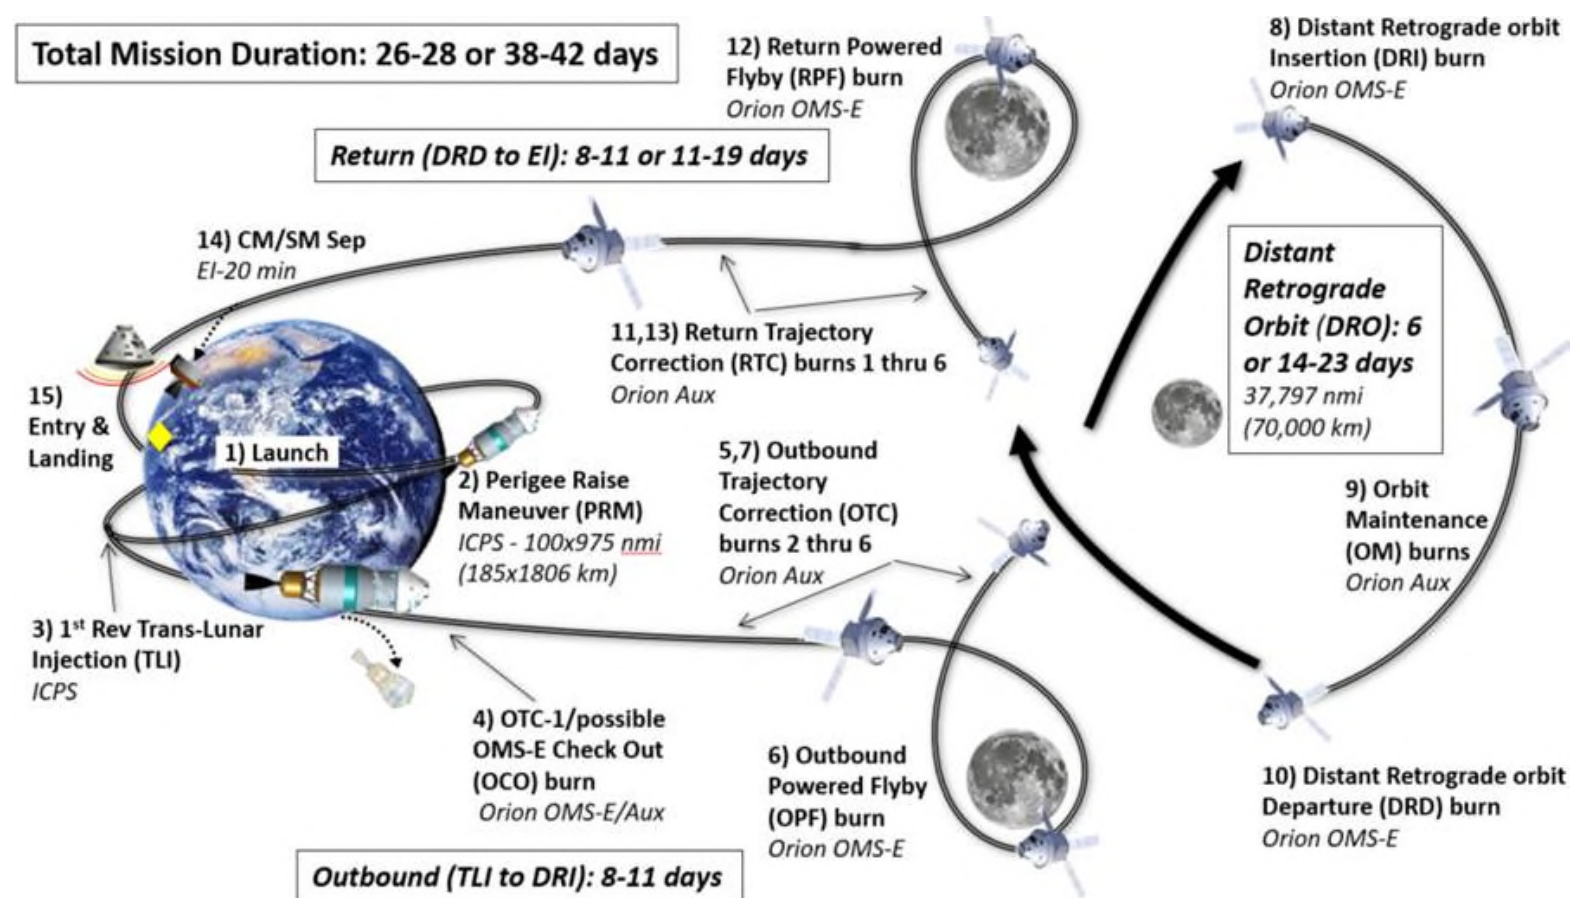 Total Mission Duration: 26-28 or 38-42 days
12) Return Powered
Flyby (RPF) burn
Orion OMS-E
8) Distant Retrograde orbit
Insertion (DRI) burn
Orion OMS-E
Return (DRD to EI): 8-11 or 11-19 days
14) CM/SM Sep
EI-20 min
Distant
Retrograde
Orbit (DRO): 6
or 14-23 days
37,797 nmi
(70,000 km)
11,13) Return Trajectory
Correction (RTC) burns 1 thru 6
Orion Aux
15)
Entry &
Landing
1) Launch
2) Perigee Raise
Maneuver (PRM)
ICPS - 100x975 nmi
(185x1806 km)
5,7) Outbound
Trajectory
Correction (OTC)
burns 2 thru 6
Orion Aux
9) Orbit
Maintenance
(OM) burns
Orion Aux
3) 1st Rev Trans-Lunar
Injection (TLI)
ICPS
4) OTC-1/possible
OMS-E Check Out
(OCO) burn
Orion OMS-E/Aux
6) Outbound
Powered Flyby
(OPF) burn
Orion OMS-E
10) Distant Retrograde orbit
Departure (DRD) burn
Orion OMS-E
Outbound (TLI to DRI): 8-11 days